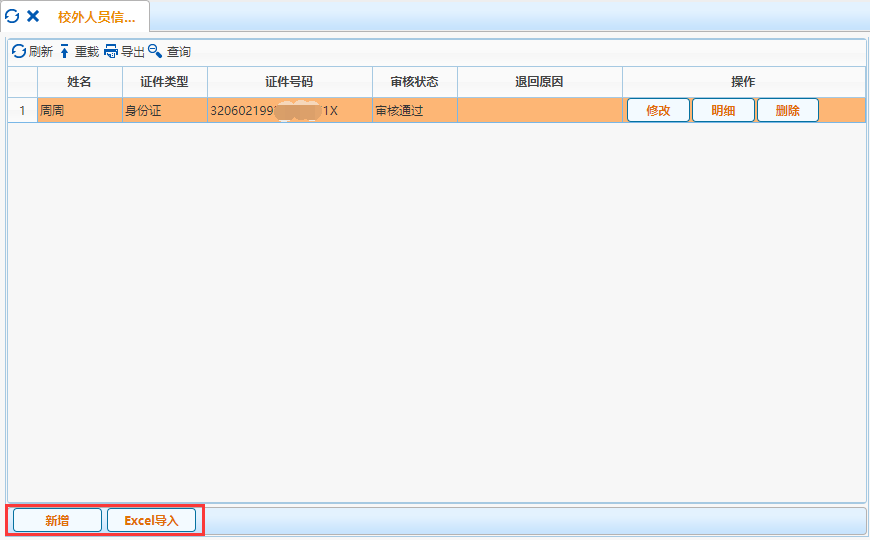 校外人员信...
刷新 重载 导出 查询
姓名 证件类型 证件号码 审核状态 退回原因 操作
1 周周 身份证 320602199 1X 审核通过 修改 明细 删除
新增 Excel导入